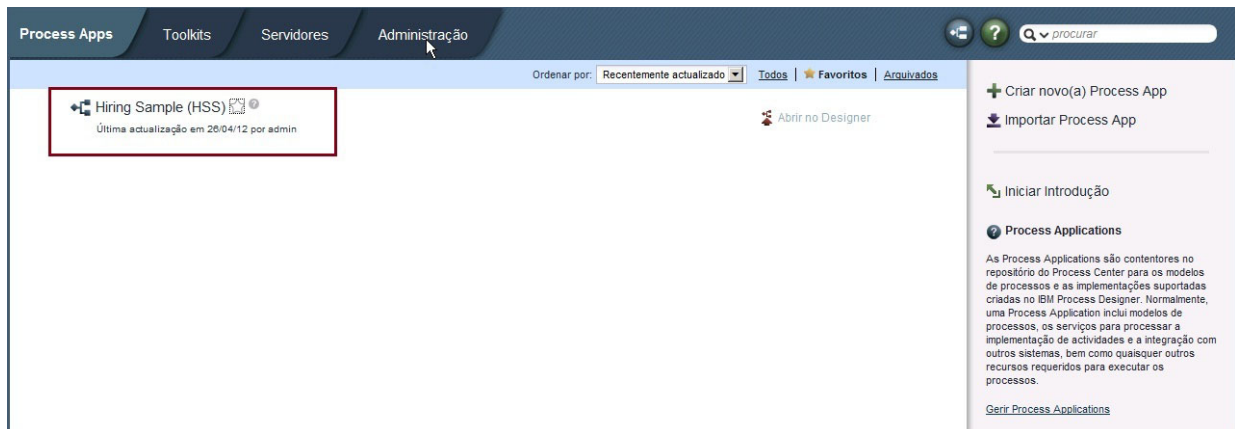 Process Apps
Toolkits
Servidores
Administração
procurar
Ordenar por: Recentemente actualizado Todos | Favoritos | Arquivados
Hiring Sample (HSS)
Última actualização em 26/04/12 por admin
Abrir no Designer
Criar novo(a) Process App
Importar Process App
Iniciar Introdução
Process Applications
As Process Applications são contentores no
repositório do Process Center para os modelos
de processos e as implementações suportadas
criadas no IBM Process Designer. Normalmente,
uma Process Application inclui modelos de
processos, os serviços para processar a
implementação de actividades e a integração com
outros sistemas, bem como quaisquer outros
recursos requeridos para executar os
processos.
Gerir Process Applications